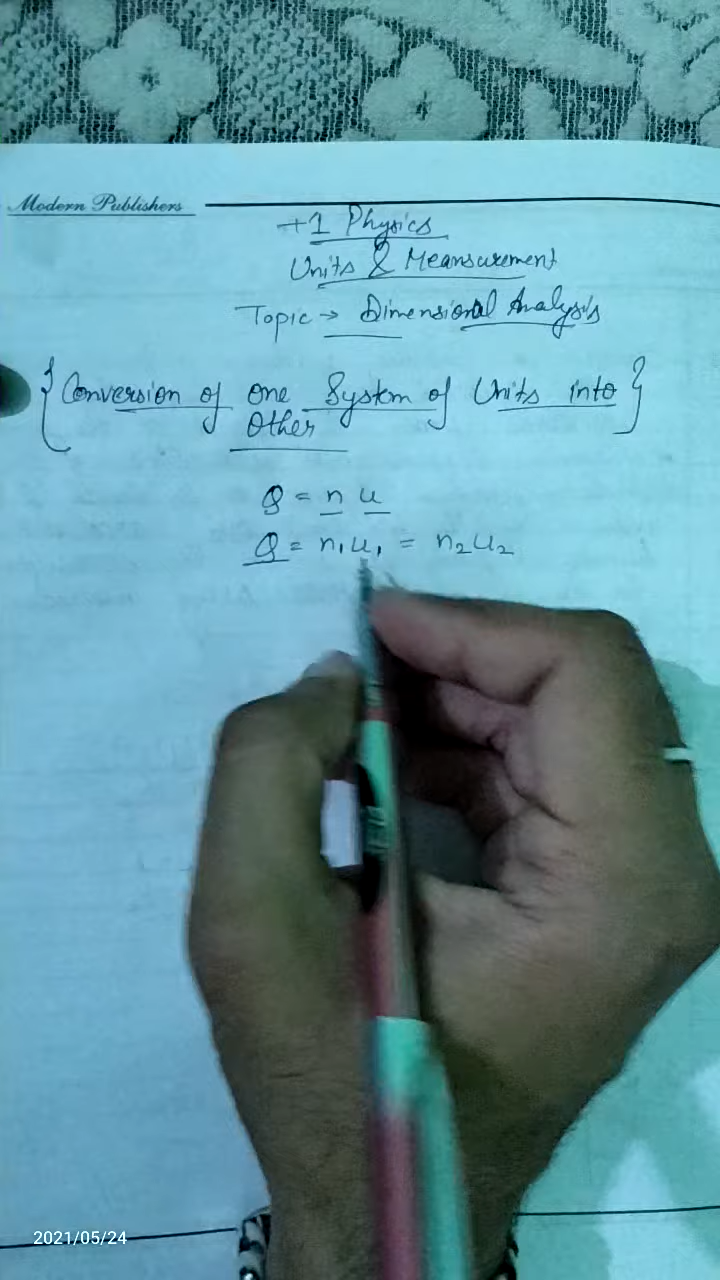 Modern Publishers
+1 Physics
Units & Meansurement
Topic → Dimensional Analysis
{Conversion of one System of Units into}
Other
Q = n u
Q = n₁u₁ = n₂u₂
2021/05/24